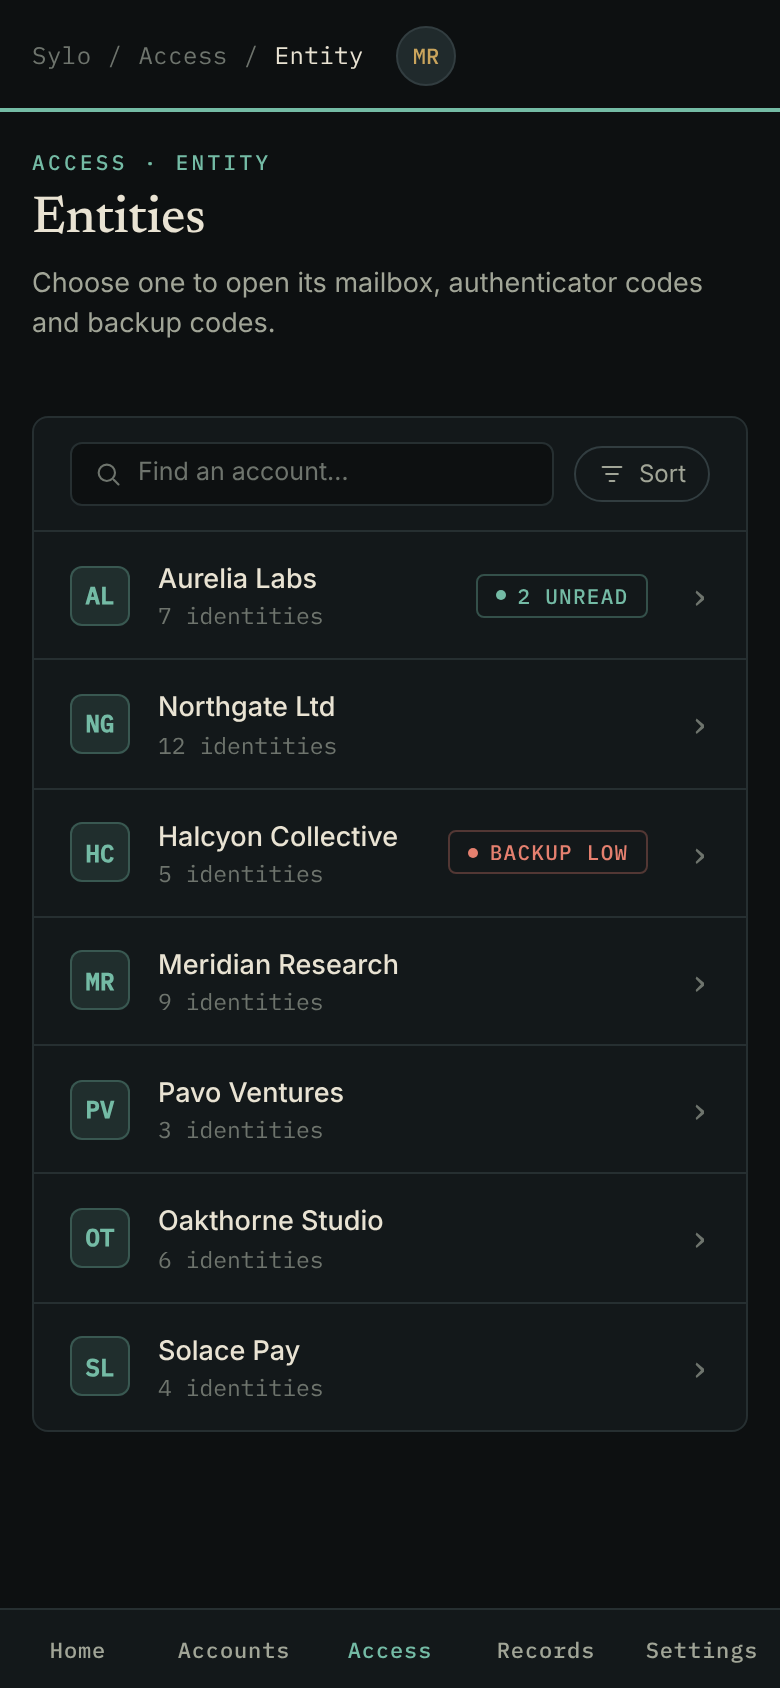 Sylo / Access / Entity
MR
ACCESS · ENTITY
Entities
Choose one to open its mailbox, authenticator codes
and backup codes.
Find an account...
Sort
AL
Aurelia Labs
7 identities
2 UNREAD
NG
Northgate Ltd
12 identities
HC
Halcyon Collective
5 identities
BACKUP LOW
MR
Meridian Research
9 identities
PV
Pavo Ventures
3 identities
OT
Oakthorne Studio
6 identities
SL
Solace Pay
4 identities
Home
Accounts
Access
Records
Settings